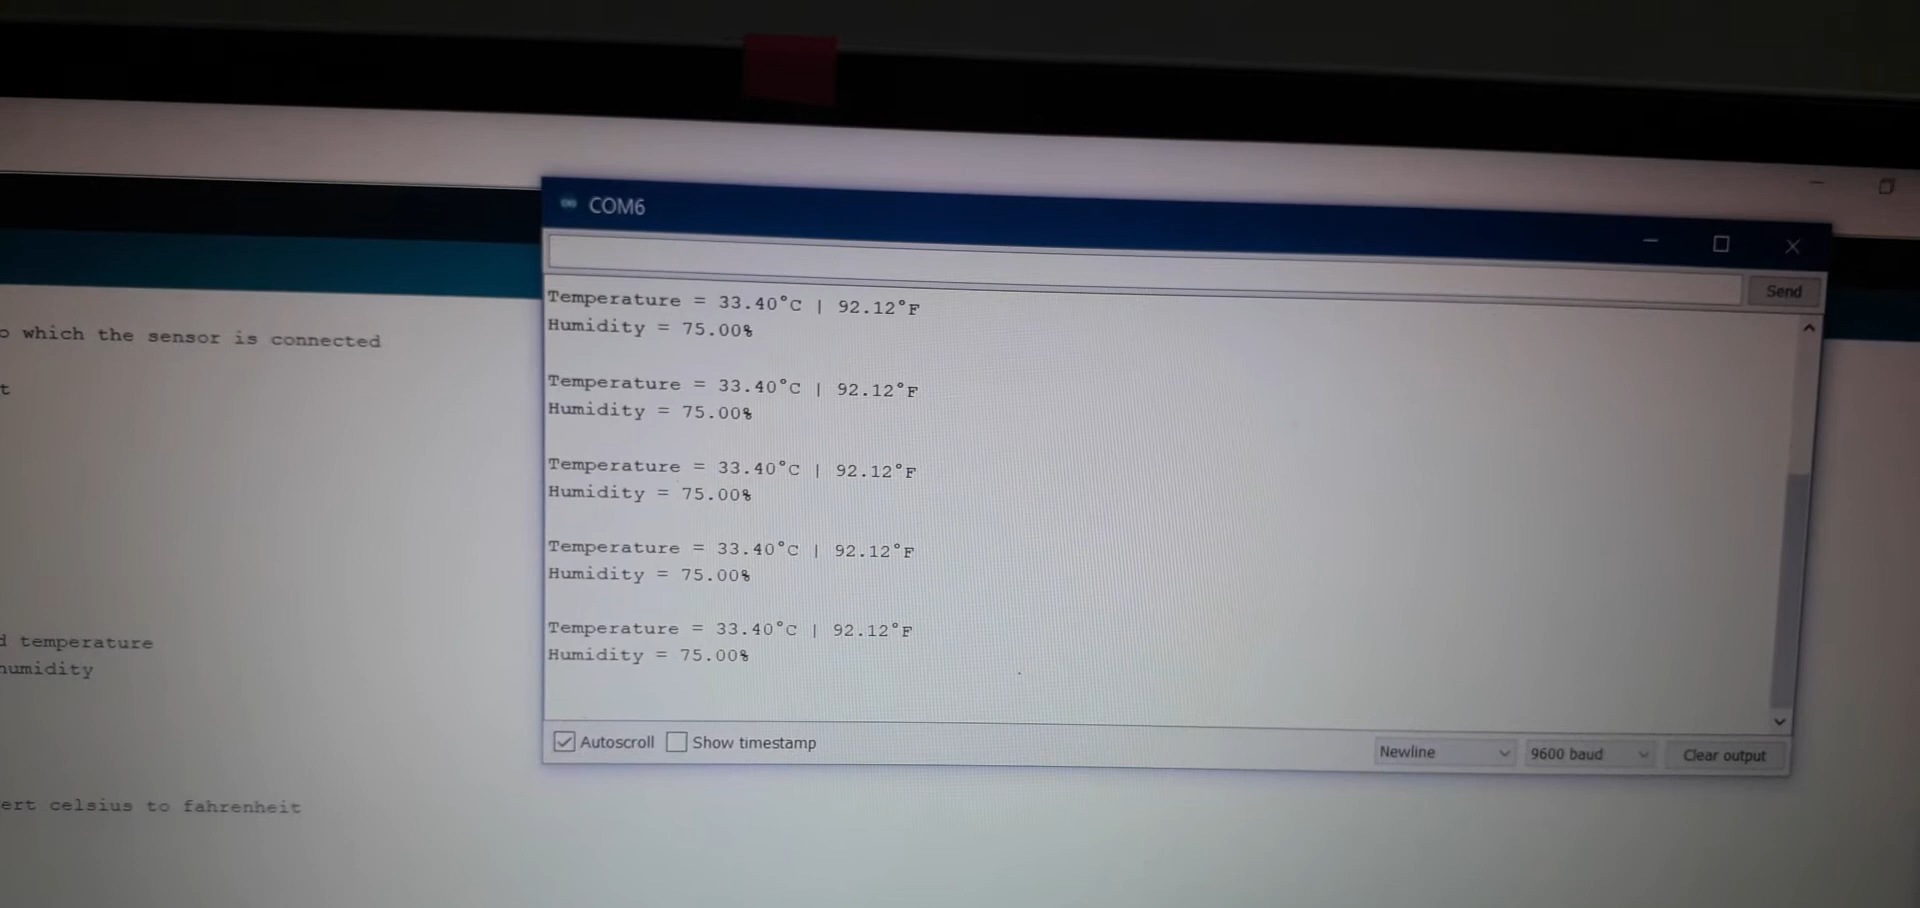 COM6
Send
Temperature = 33.40°C | 92.12°F
Humidity = 75.00%
Temperature = 33.40°C | 92.12°F
Humidity = 75.00%
Temperature = 33.40°C | 92.12°F
Humidity = 75.00%
Temperature = 33.40°C | 92.12°F
Humidity = 75.00%
Temperature = 33.40°C | 92.12°F
Humidity = 75.00%
Autoscroll Show timestamp
Newline 9600 baud Clear output
which the sensor is connected
temperature
humidity
celsius to fahrenheit